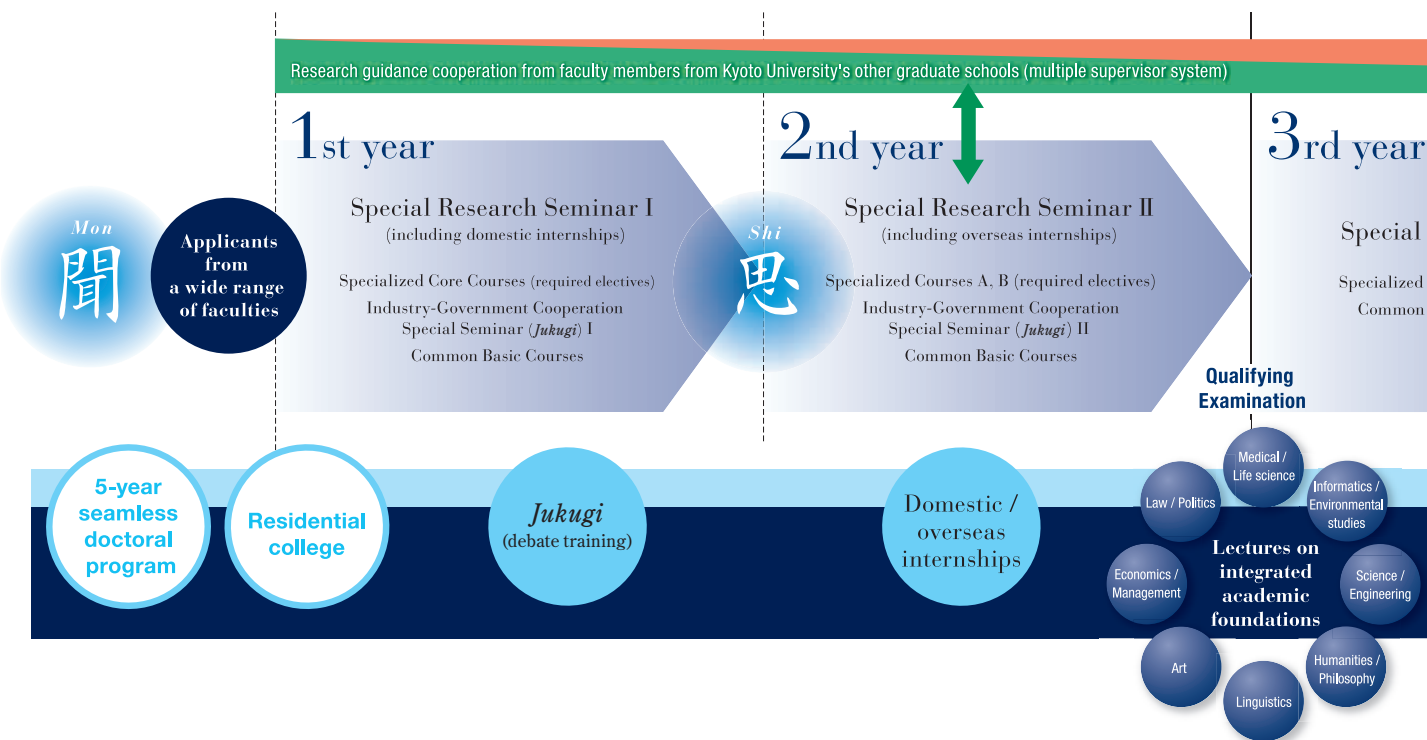 Research guidance cooperation from faculty members from Kyoto University's other graduate schools (multiple supervisor system)
1st year
2nd year
3rd year
Mon
聞
Applicants
from
a wide range
of faculties
Special Research Seminar I
(including domestic internships)
Specialized Core Courses (required electives)
Industry-Government Cooperation
Special Seminar (Jukugi) I
Common Basic Courses
Shi
思
Special Research Seminar II
(including overseas internships)
Specialized Courses A, B (required electives)
Industry-Government Cooperation
Special Seminar (Jukugi) II
Common Basic Courses
Special
Specialized
Common
Qualifying
Examination
5-year
seamless
doctoral
program
Residential
college
Jukugi
(debate training)
Domestic /
overseas
internships
Lectures on
integrated
academic
foundations
Medical /
Life science
Informatics /
Environmental
studies
Science /
Engineering
Humanities /
Philosophy
Linguistics
Art
Economics /
Management
Law / Politics